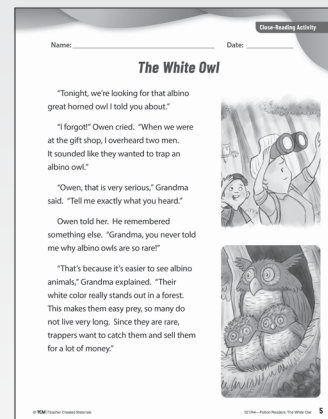 Close-Reading Activity
Name: Date:
The White Owl
"Tonight, we're looking for that albino
great horned owl I told you about."
"I forgot!" Owen cried. "When we were
at the gift shop, I overheard two men.
It sounded like they wanted to trap an
albino owl."
"Owen, that is very serious," Grandma
said. "Tell me exactly what you heard."
Owen told her. He remembered
something else. "Grandma, you never told
me why albino owls are so rare!"
"That's because it's easier to see albino
animals," Grandma explained. "Their
white color really stands out in a forest.
This makes them easy prey, so many do
not live very long. Since they are rare,
trappers want to catch them and sell them
for a lot of money."
© TCM | Teacher Created Materials
Fiction Readers: The White Owl 5